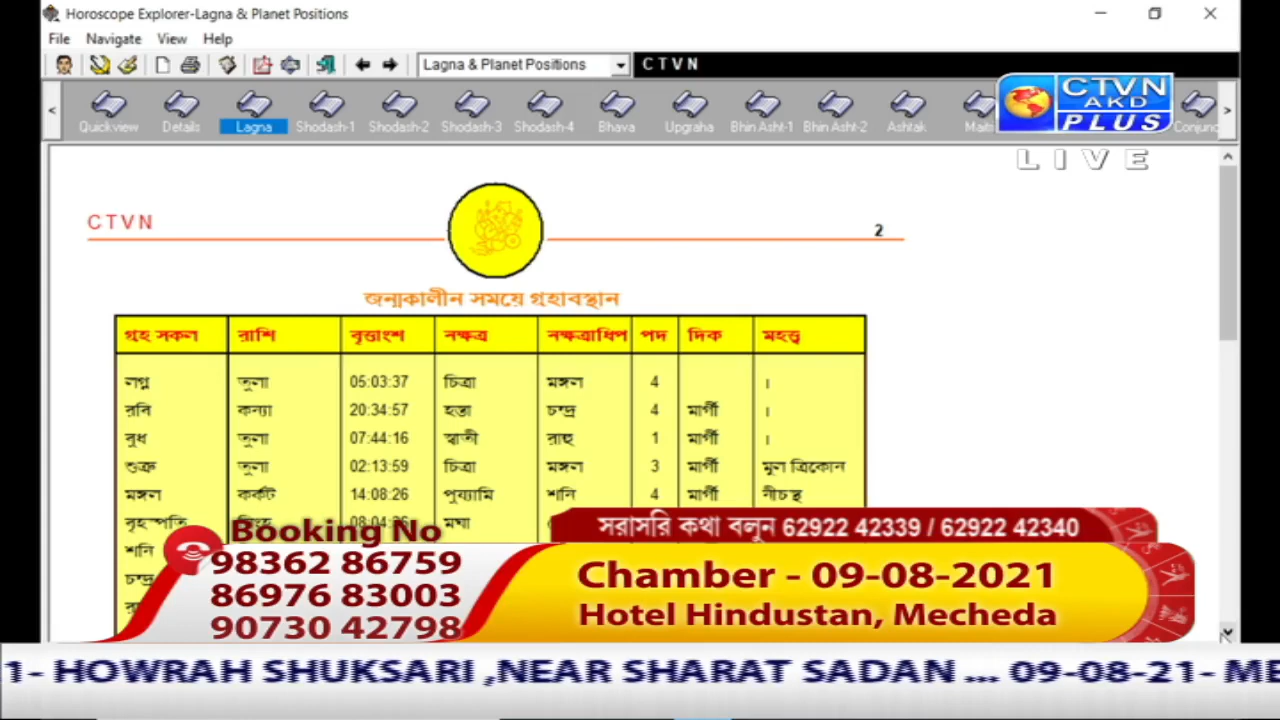 Horoscope Explorer-Lagna & Planet Positions
File Navigate View Help
Lagna & Planet Positions CTVN
Quickview Details Lagna Shodash-1 Shodash-2 Shodash-3 Shodash-4 Bhava Upgraha Bhin Asht-1 Bhin Asht-2 Ashtak
CTVN AKD PLUS
LIVE
CTVN 2
জন্মকালীন সময়ে গৃহাবস্থান
গৃহ সকল রাশি বৃত্তাংশ নক্ষত্র নক্ষত্রাধিপ পদ দিক মহত্ত্ব
লগ্ন তুলা 05:03:37 চিত্রা মঙ্গল 4 ।
রবি কন্যা 20:34:57 হস্তা চন্দ্র 4 মার্গী ।
বুধ তুলা 07:44:16 স্বাতী রাহু 1 মার্গী ।
শুক্র তুলা 02:13:59 চিত্রা মঙ্গল 3 মার্গী মুল ত্রিকোন
মঙ্গল কর্কট 14:08:26 পুয্যামি শনি 4 মার্গী নীচস্থ
বৃহস্পতি মঘা
শনি
সরাসরি কথা বলুন 62922 42339 / 62922 42340
Booking No
98362 86759
86976 83003
90730 42798
Chamber - 09-08-2021
Hotel Hindustan, Mecheda
1- HOWRAH SHUKSARI ,NEAR SHARAT SADAN ... 09-08-21- ME